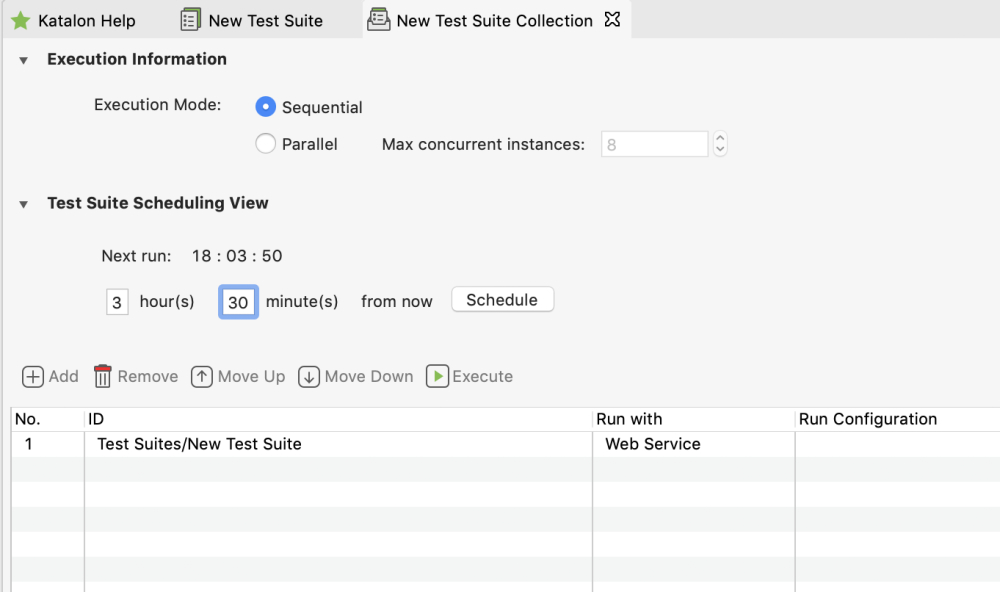 Katalon Help New Test Suite New Test Suite Collection
Execution Information
Execution Mode: Sequential
Parallel Max concurrent instances: 8
Test Suite Scheduling View
Next run: 18 : 03 : 50
3 hour(s) 30 minute(s) from now Schedule
Add Remove Move Up Move Down Execute
No. ID Run with Run Configuration
1 Test Suites/New Test Suite Web Service